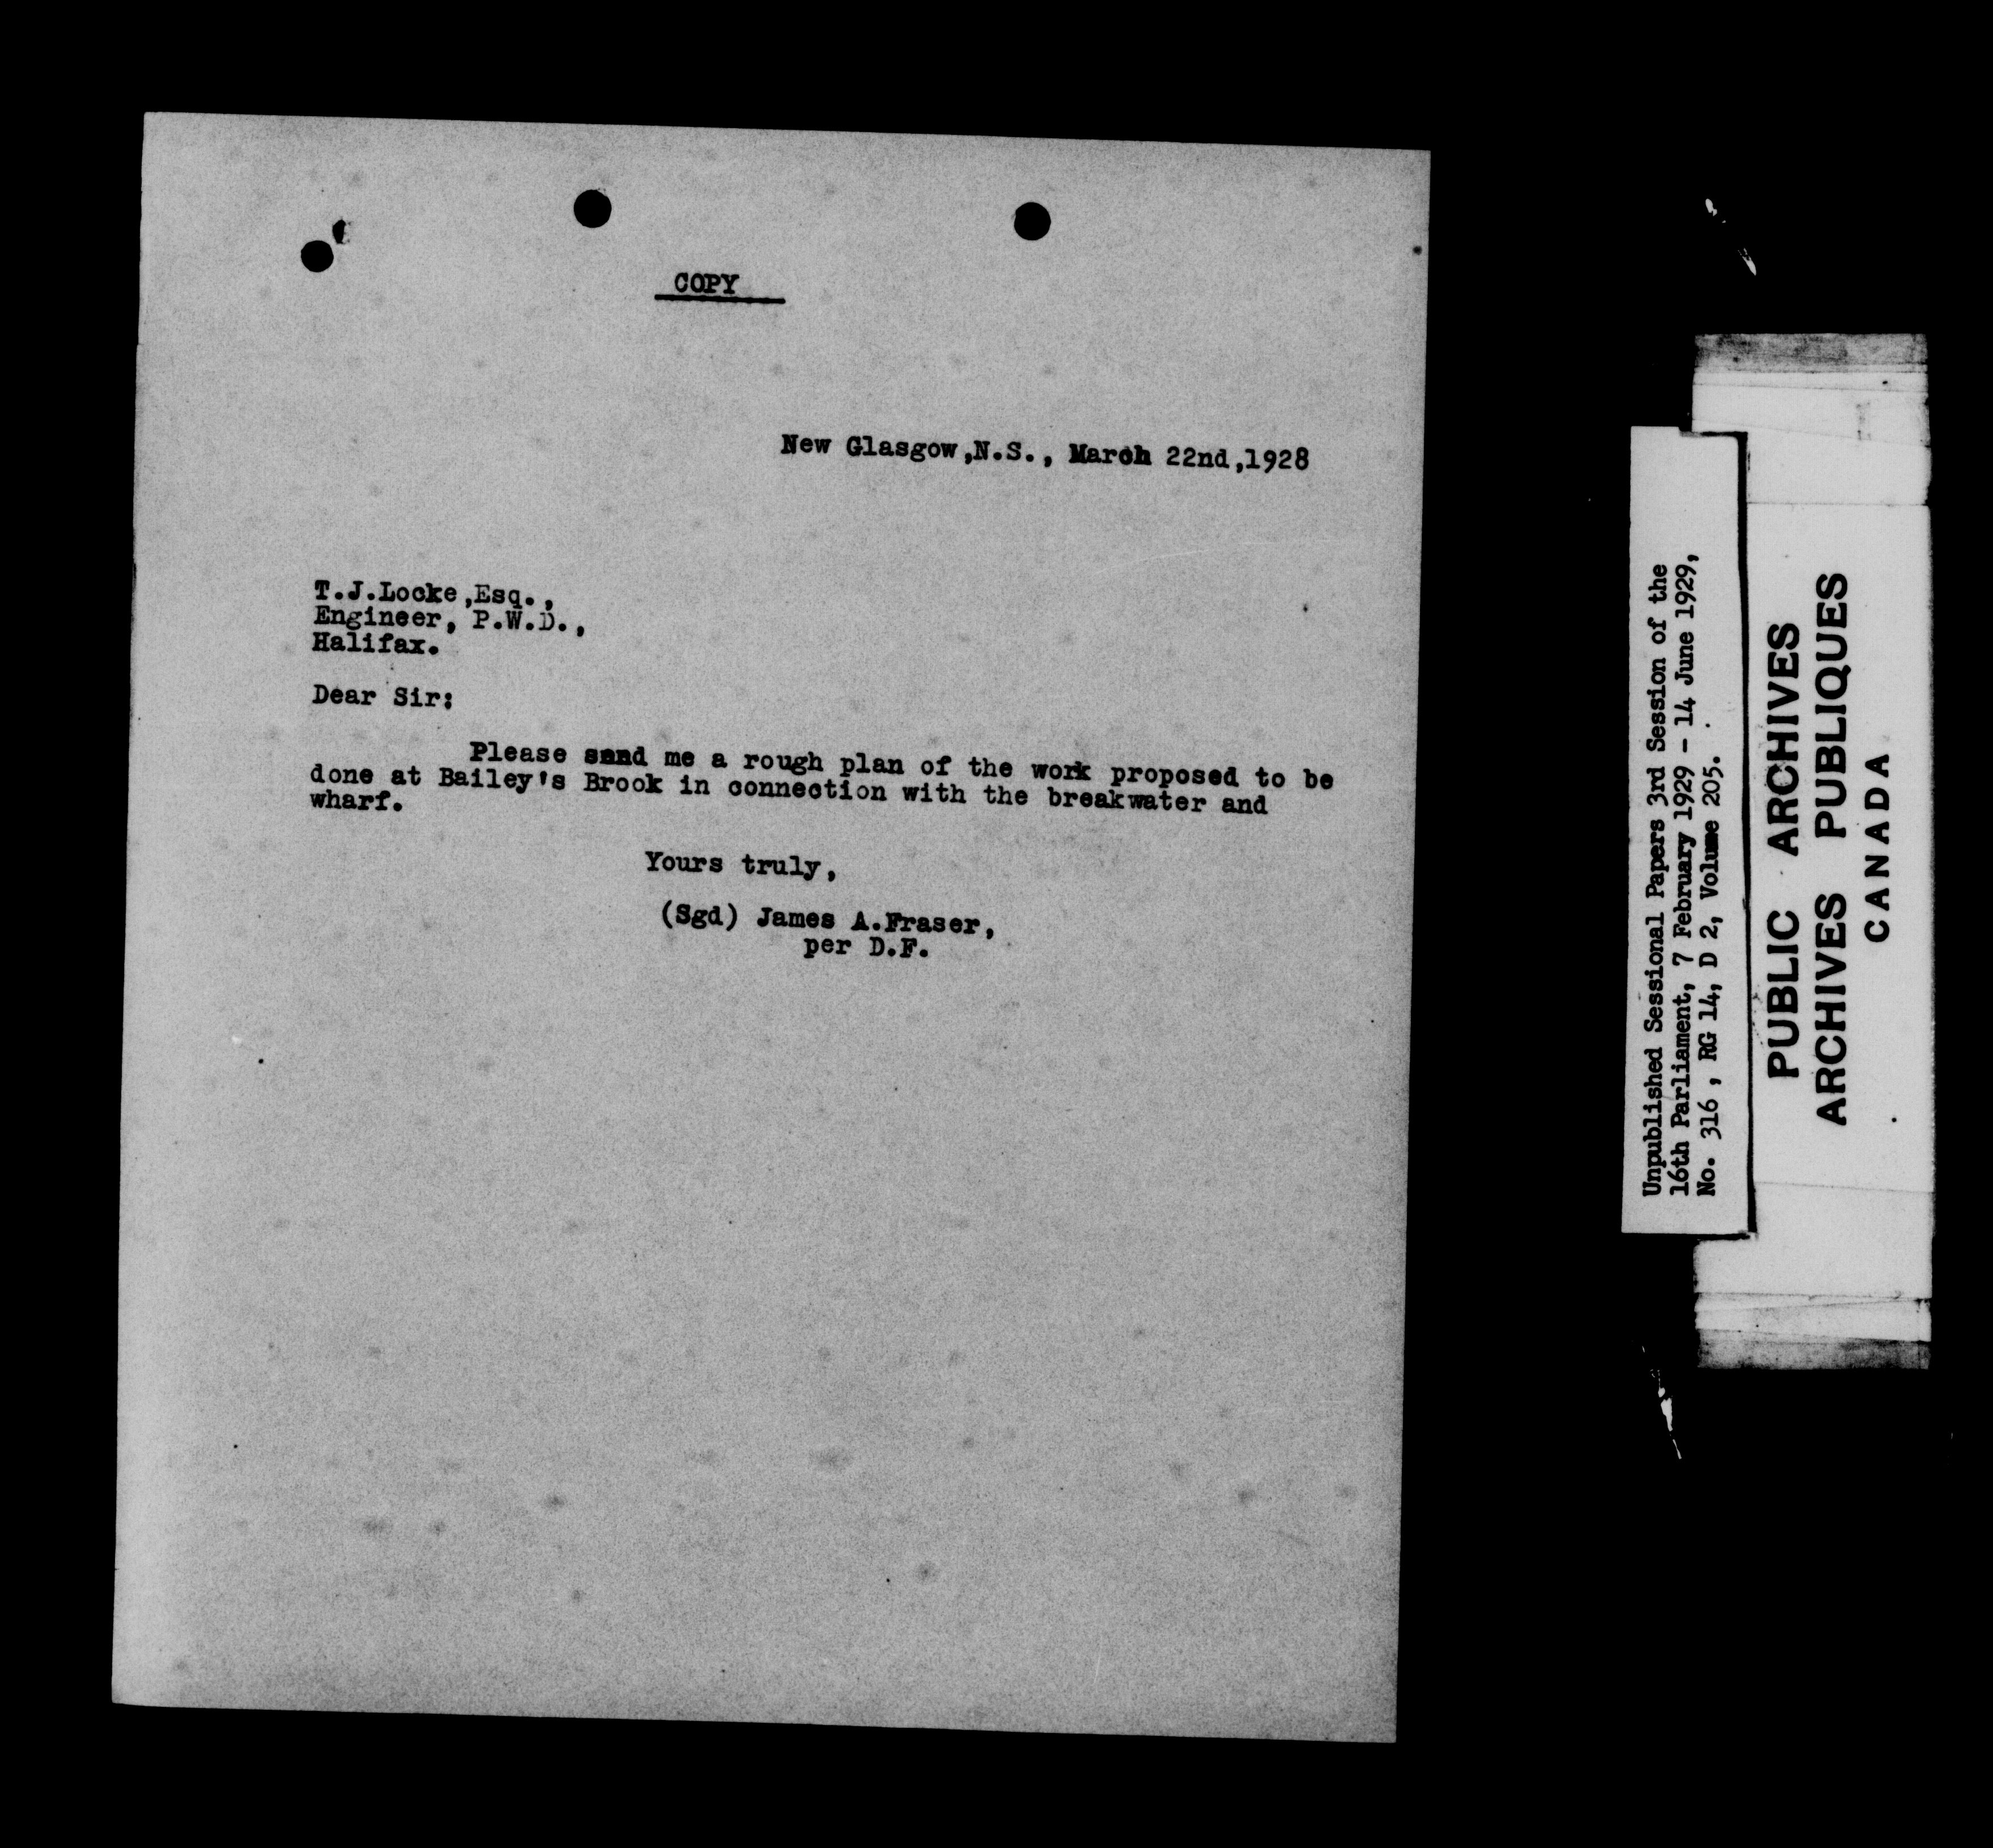 COPY
New Glasgow,N.S., March 22nd,1928
T.J.Locke,Esq.,
Engineer, P.W.D.,
Halifax.
Dear Sir:
Please send me a rough plan of the work proposed to be
done at Bailey's Brook in connection with the breakwater and
wharf.
Yours truly,
(Sgd) James A.Fraser,
per D.F.
Unpublished Sessional Papers 3rd Session of the
16th Parliament, 7 February 1929 - 14 June 1929,
No. 316 , RG 14, D 2, Volume 205.
PUBLIC ARCHIVES
ARCHIVES PUBLIQUES
CANADA